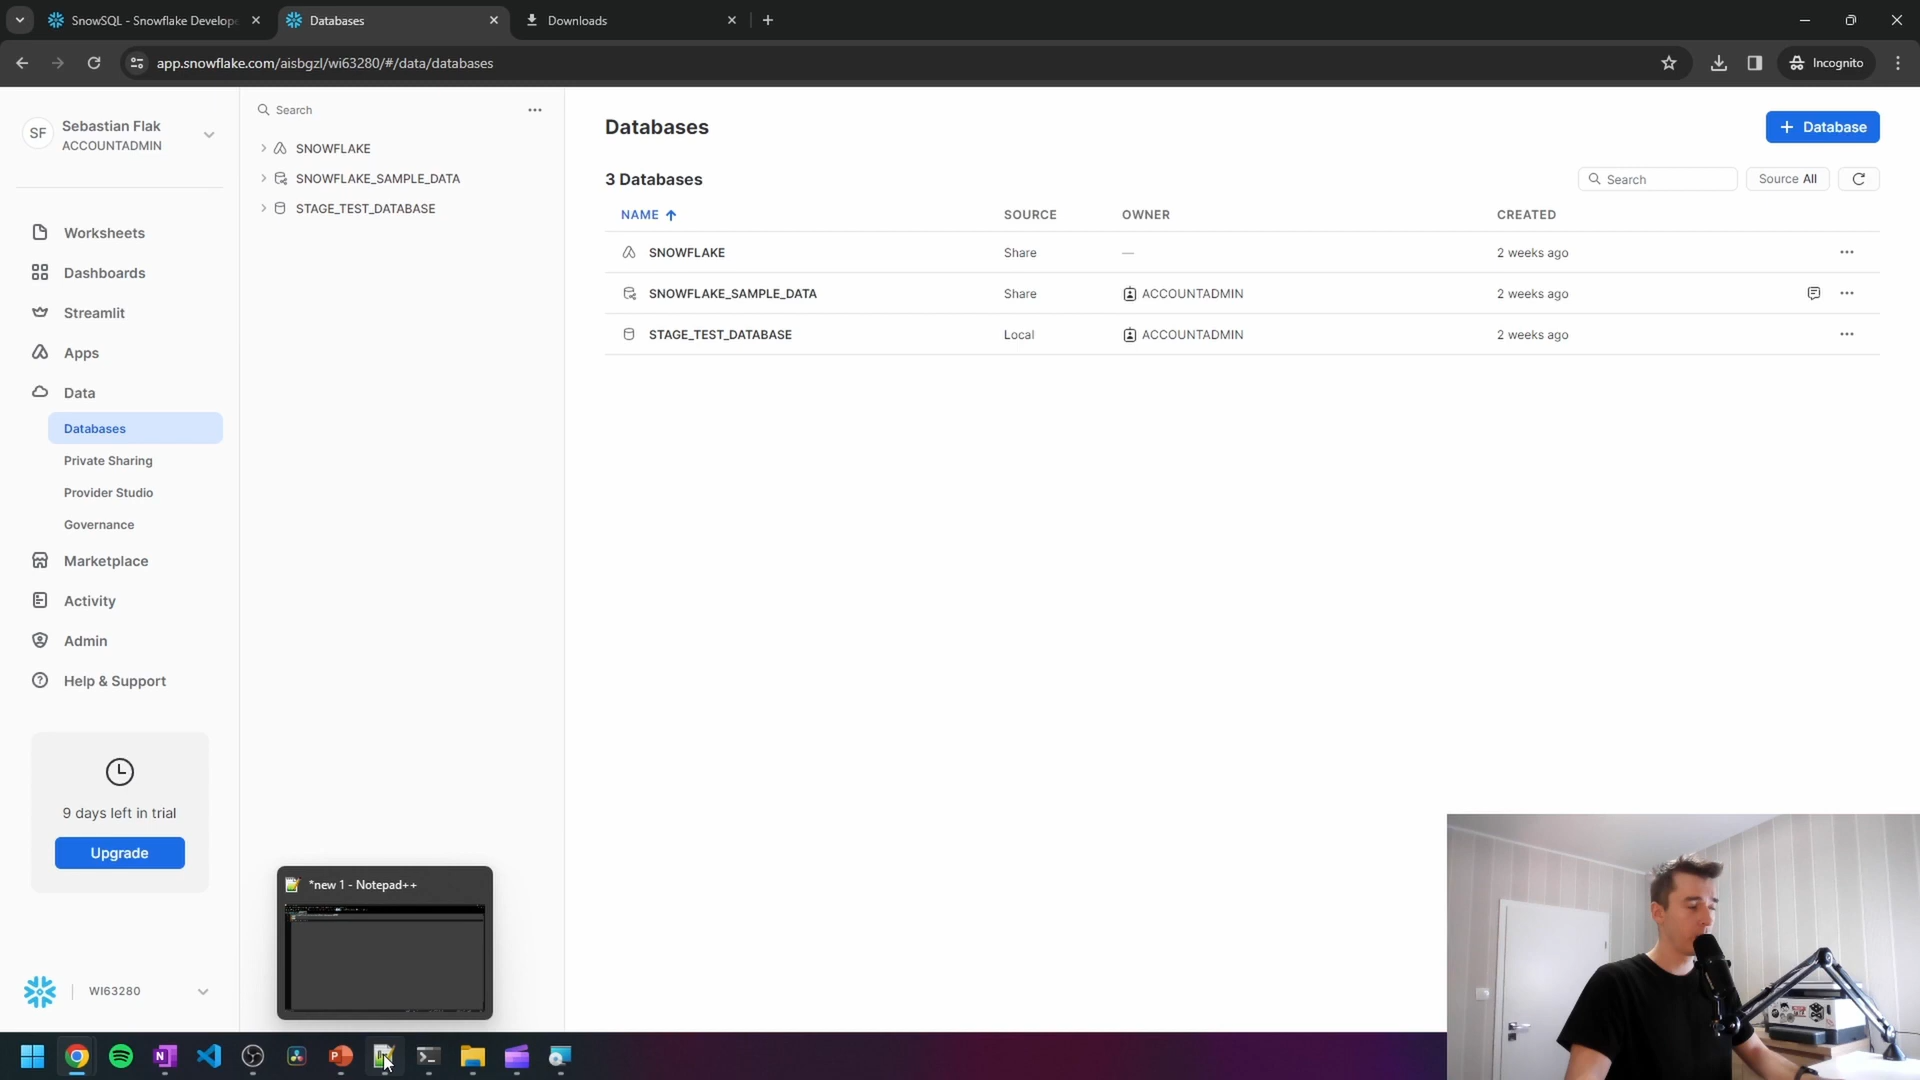 SnowSQL - Snowflake Develope
Databases
Downloads
app.snowflake.com/aisbgzl/wi63280/#/data/databases
Incognito
SF
Sebastian Flak
ACCOUNTADMIN
Worksheets
Dashboards
Streamlit
Apps
Data
Databases
Private Sharing
Provider Studio
Governance
Marketplace
Activity
Admin
Help & Support
9 days left in trial
Upgrade
WI63280
Search
SNOWFLAKE
SNOWFLAKE_SAMPLE_DATA
STAGE_TEST_DATABASE
Databases
+ Database
3 Databases
Search
Source All
NAME SOURCE OWNER CREATED
SNOWFLAKE Share — 2 weeks ago
SNOWFLAKE_SAMPLE_DATA Share ACCOUNTADMIN 2 weeks ago
STAGE_TEST_DATABASE Local ACCOUNTADMIN 2 weeks ago
*new 1 - Notepad++